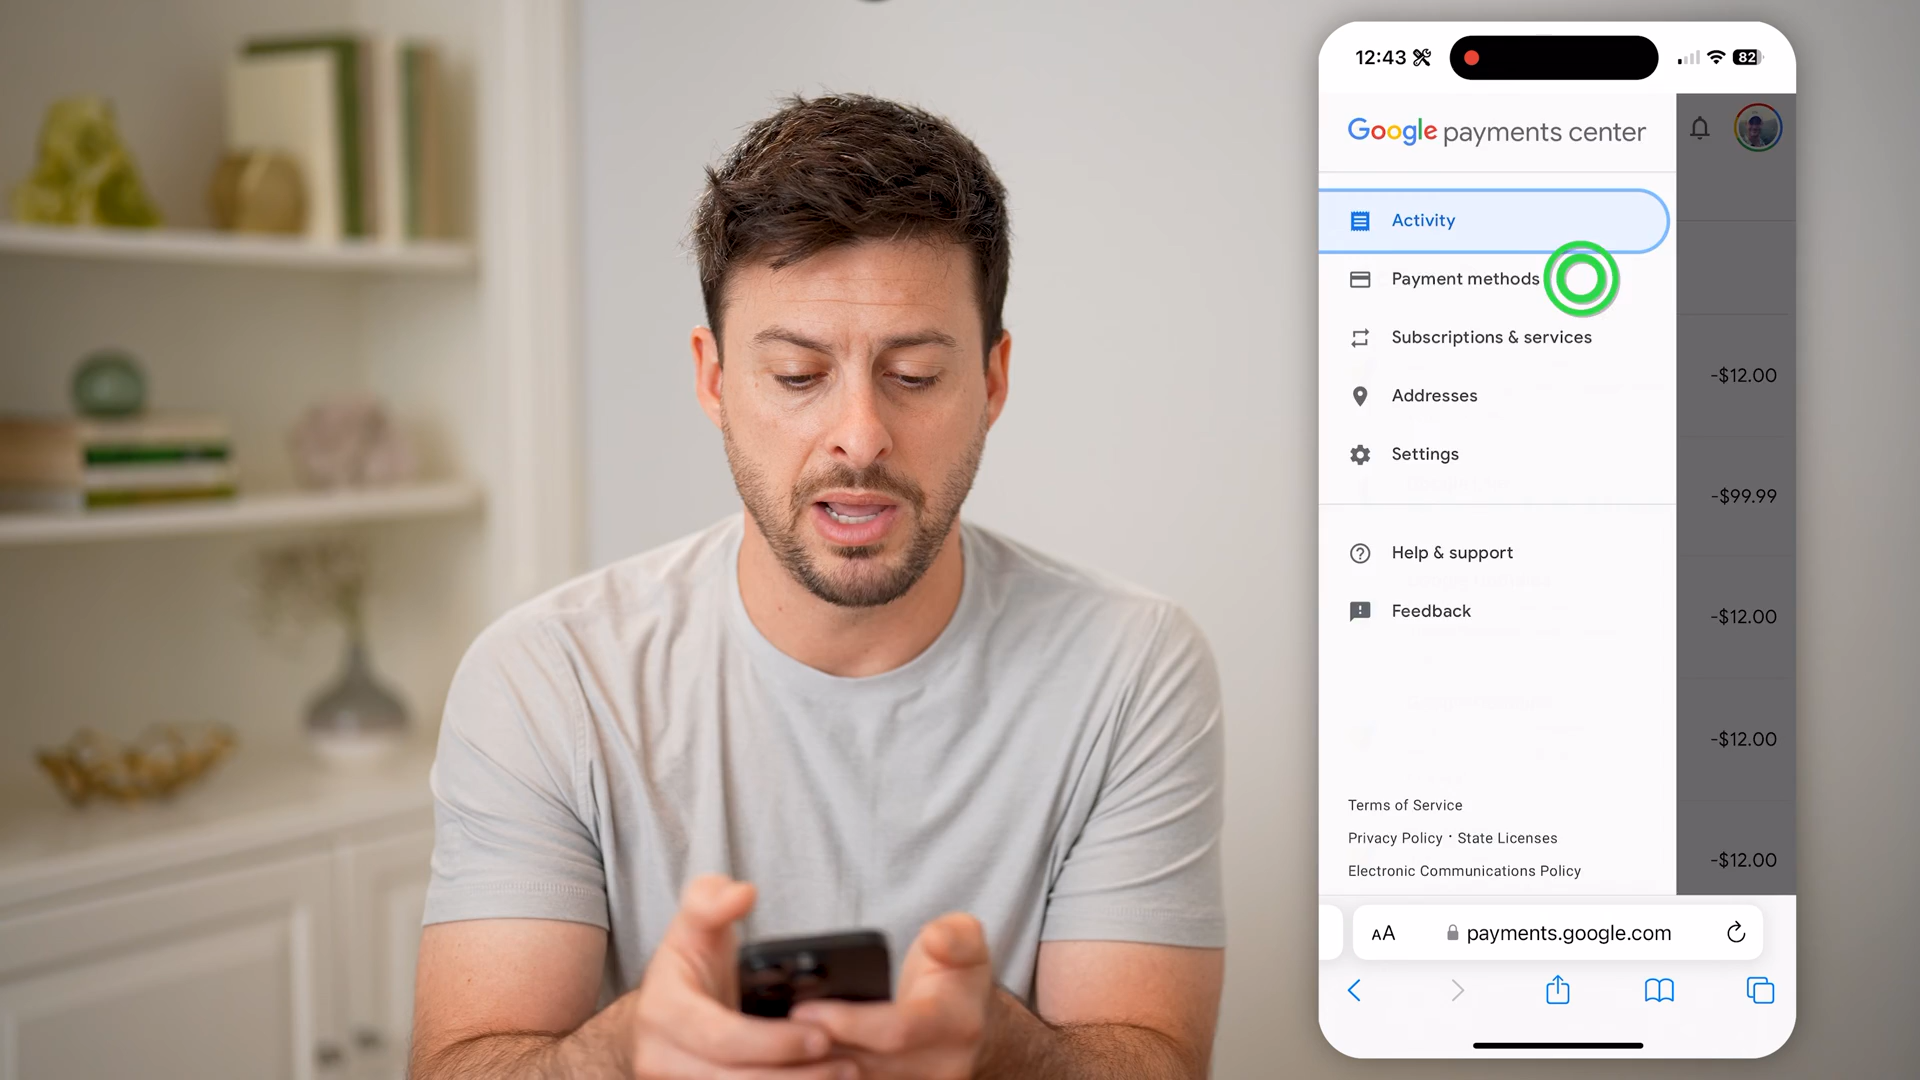 12:43
82
Google payments center
Activity
Payment methods
-$12.00
Subscriptions & services
Addresses
Settings
-$99.99
Help & support
Feedback
-$12.00
-$12.00
Terms of Service
Privacy Policy · State Licenses
-$12.00
Electronic Communications Policy
AA payments.google.com